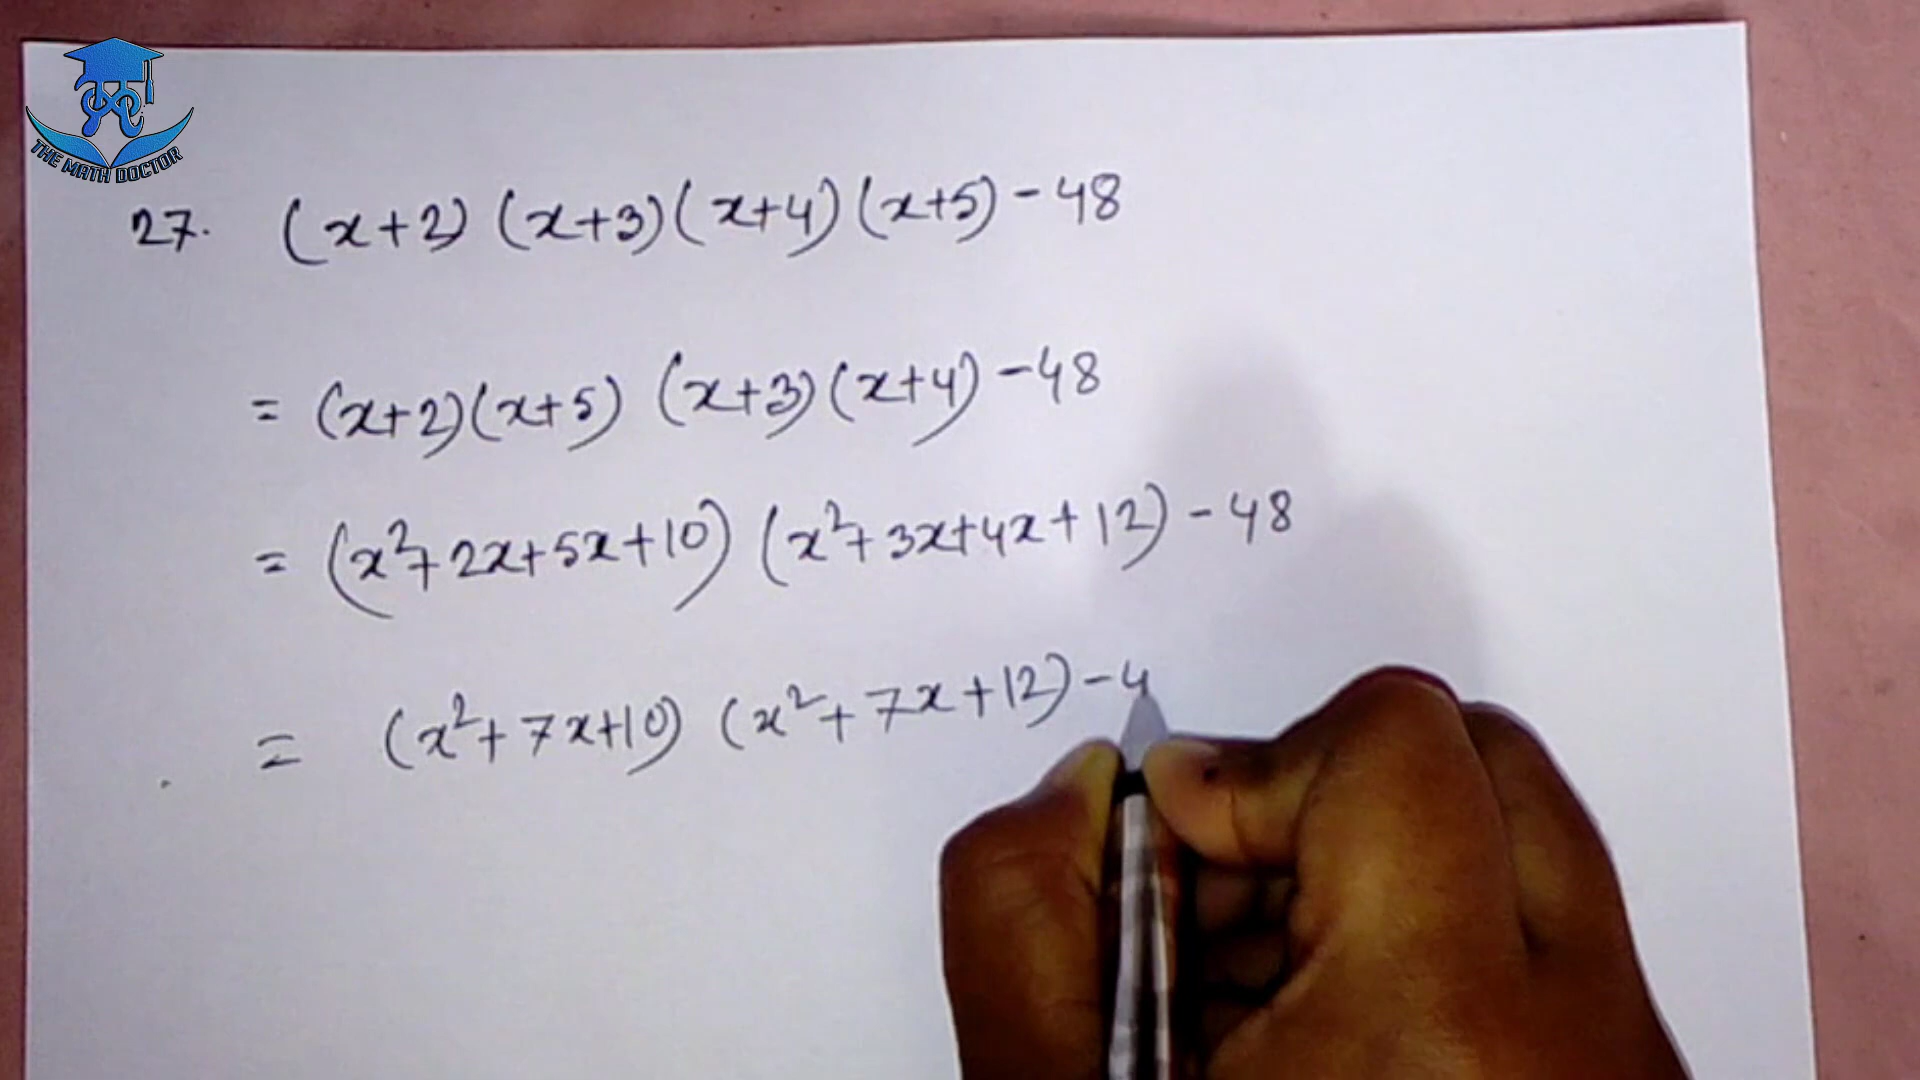 THE MATH DOCTOR
27. (x+2) (x+3) (x+4) (x+5) - 48
= (x+2) (x+5) (x+3) (x+4) - 48
= (x²+2x+5x+10) (x²+3x+4x+12) - 48
= (x²+7x+10) (x²+7x+12) - 4